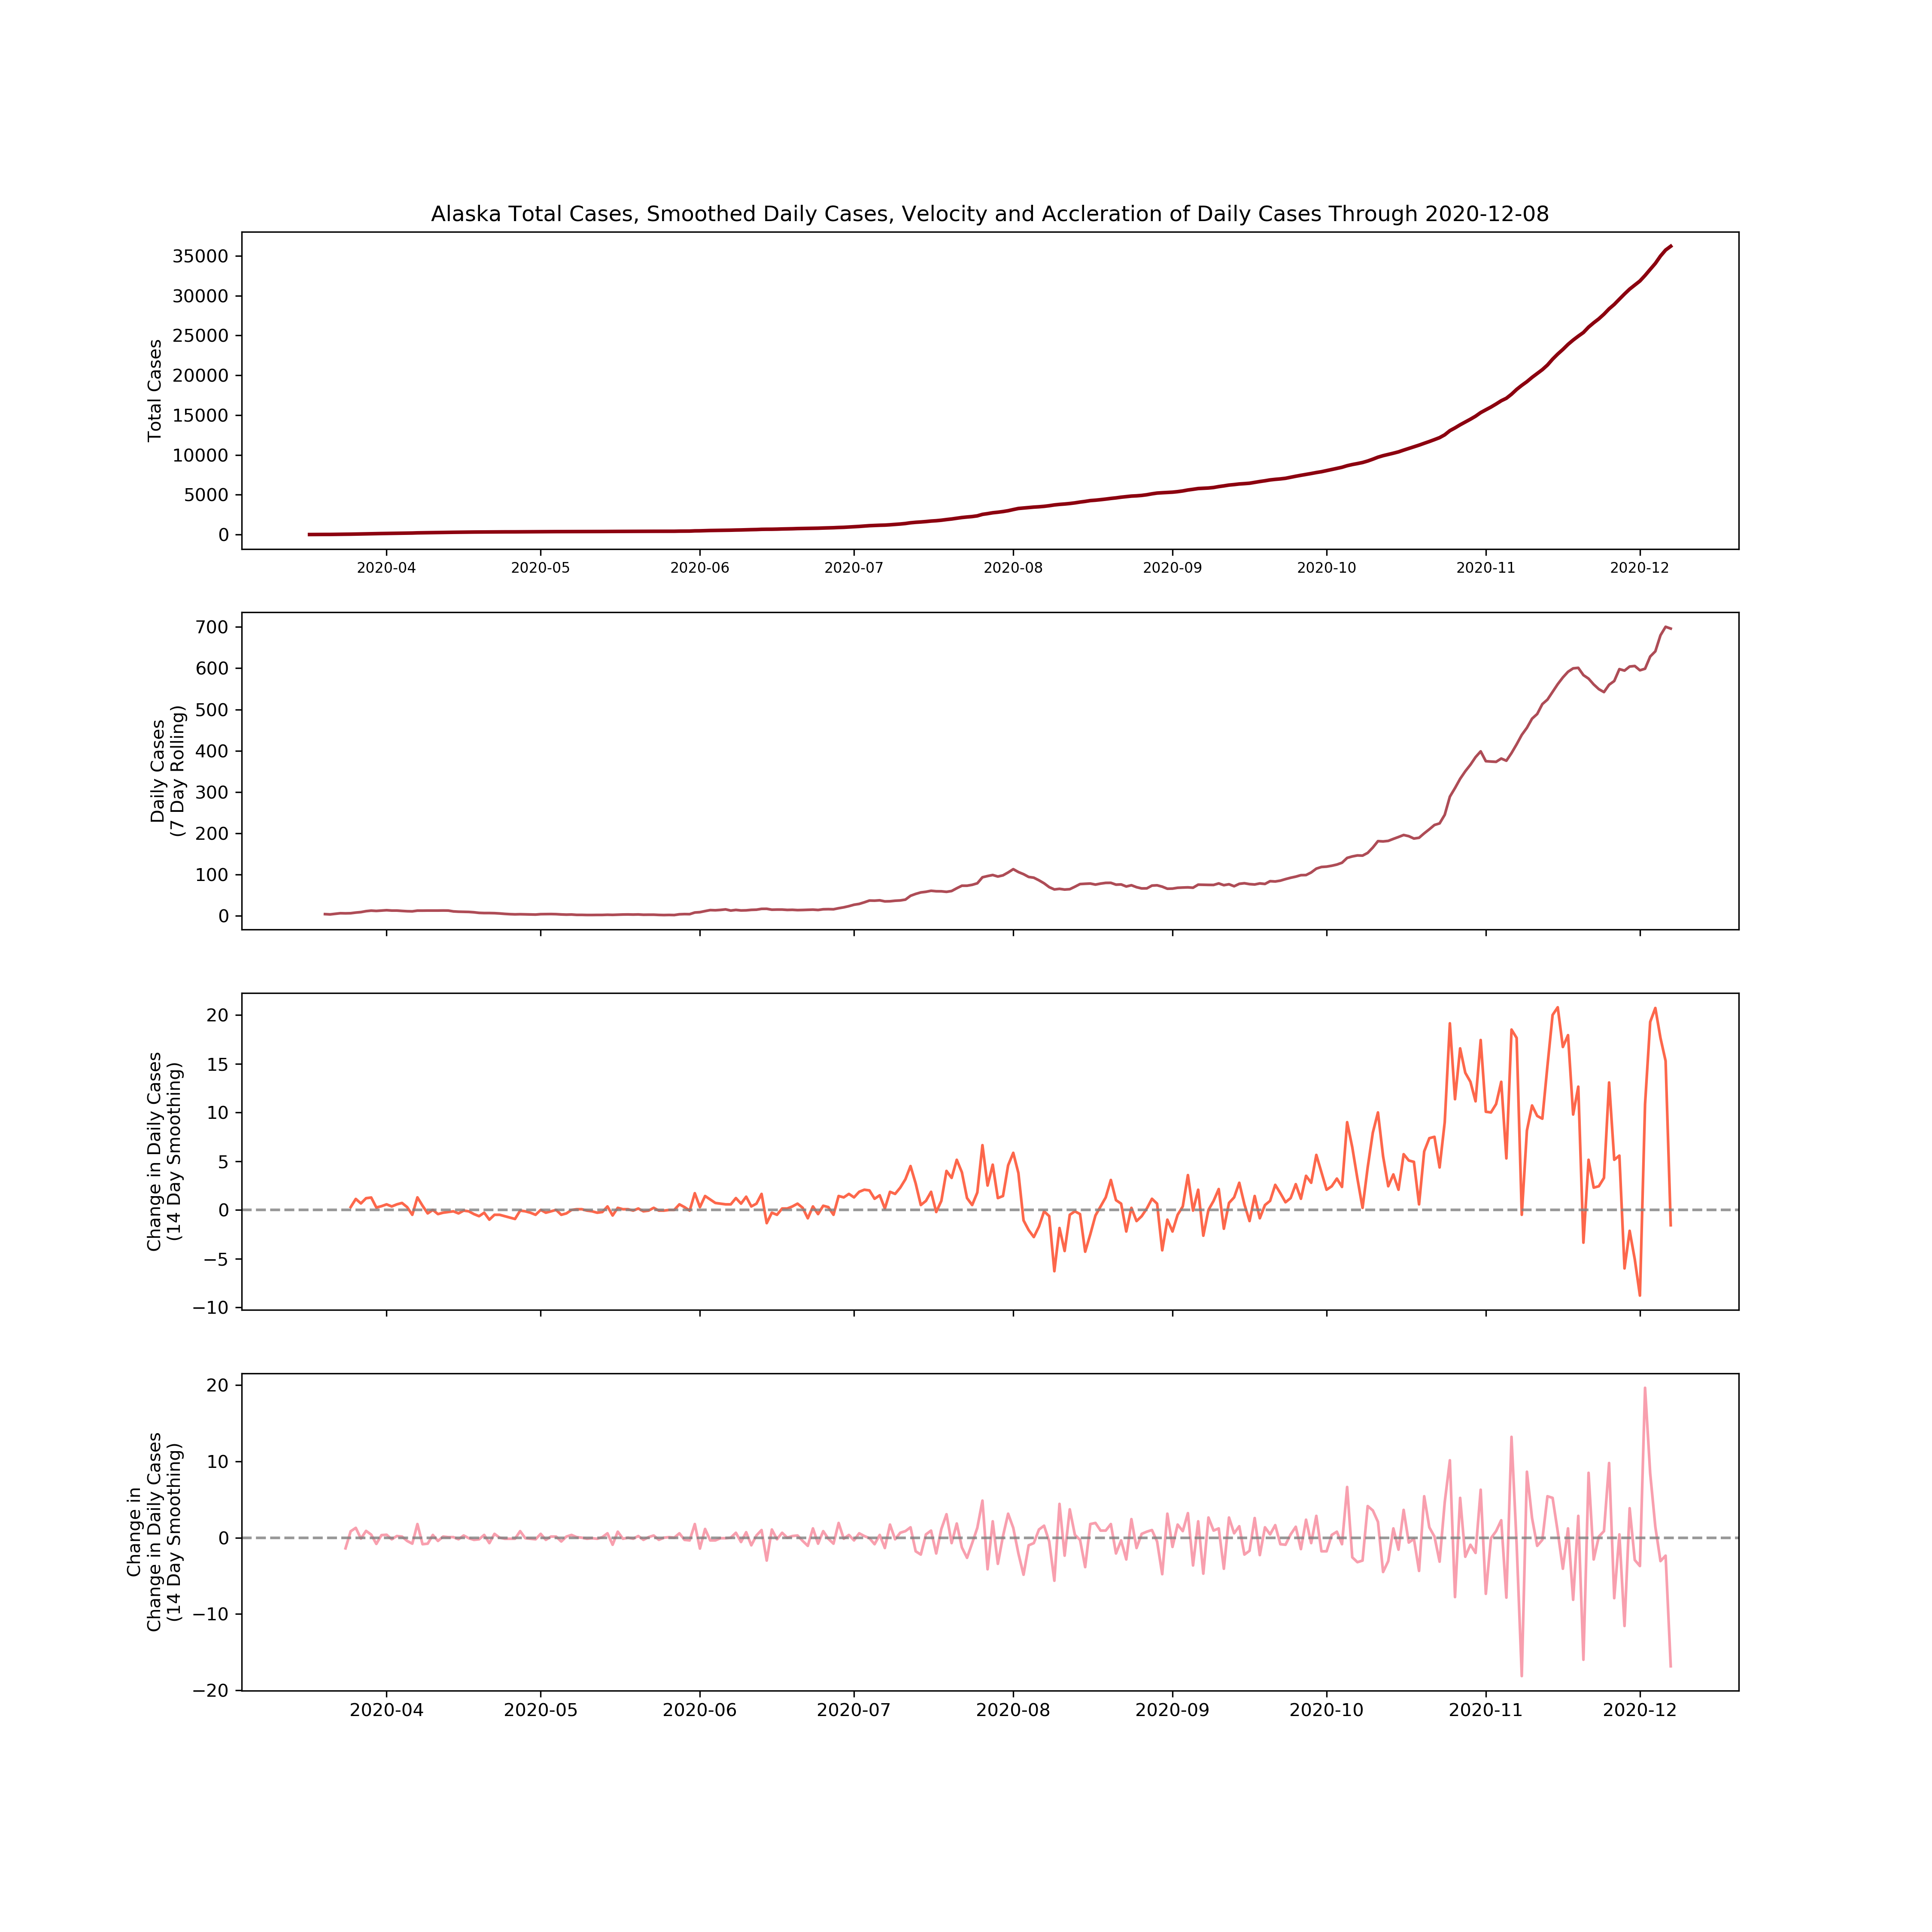 Alaska Total Cases, Smoothed Daily Cases, Velocity and Accleration of Daily Cases Through 2020-12-08
Total Cases
35000
30000
25000
20000
15000
10000
5000
0
2020-04 2020-05 2020-06 2020-07 2020-08 2020-09 2020-10 2020-11 2020-12
Daily Cases
(7 Day Rolling)
700
600
500
400
300
200
100
0
Change in Daily Cases
(14 Day Smoothing)
20
15
10
5
0
−5
−10
Change in
Change in Daily Cases
(14 Day Smoothing)
20
10
0
−10
−20
2020-04 2020-05 2020-06 2020-07 2020-08 2020-09 2020-10 2020-11 2020-12